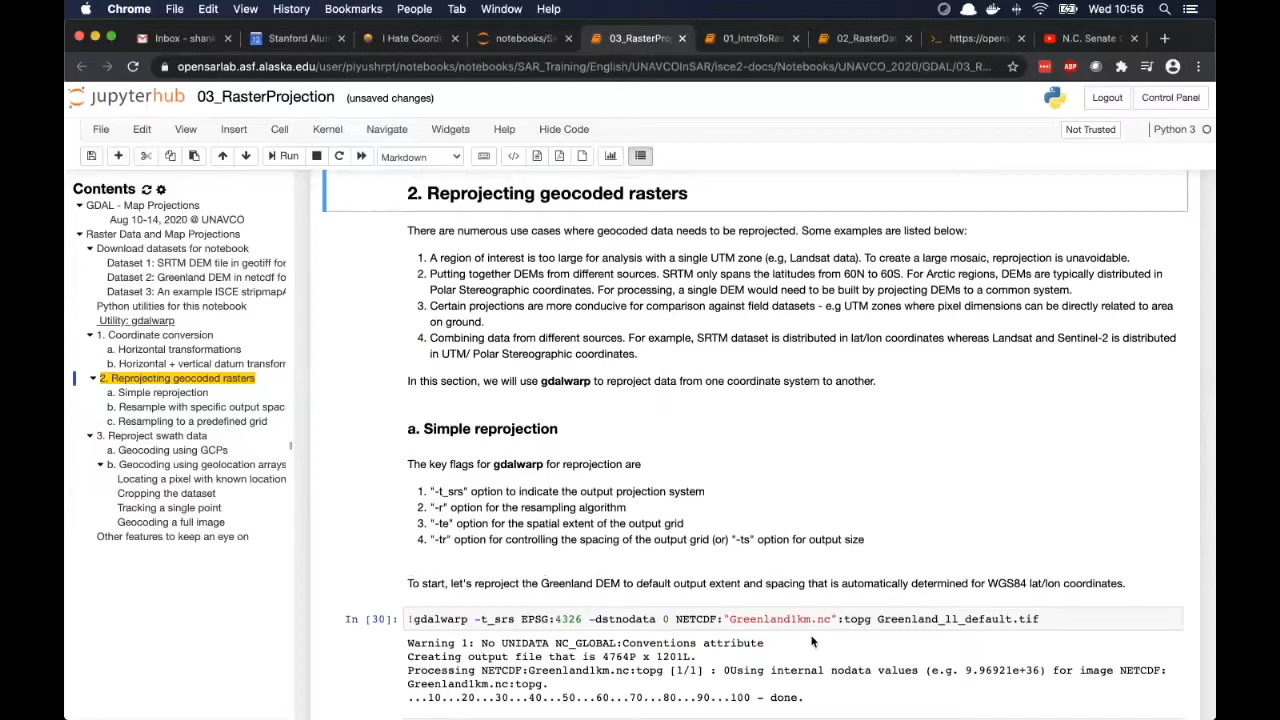 Chrome File Edit View History Bookmarks People Tab Window Help Wed 10:56
Inbox - shank Stanford Alun I Hate Coordi notebooks/S 03_RasterPro 01_IntroToRas 02_RasterDa https://opens N.C. Senate C
opensarlab.asf.alaska.edu/user/piyushrpt/notebooks/notebooks/SAR_Training/English/UNAVCOInSAR/isce2-docs/Notebooks/UNAVCO_2020/GDAL/03_R...
jupyterhub 03_RasterProjection (unsaved changes) Logout Control Panel
File Edit View Insert Cell Kernel Navigate Widgets Help Hide Code Not Trusted Python 3
Run Markdown
Contents
GDAL - Map Projections
Aug 10-14, 2020 @ UNAVCO
Raster Data and Map Projections
Download datasets for notebook
Dataset 1: SRTM DEM tile in geotiff for
Dataset 2: Greenland DEM in netcdf fo
Dataset 3: An example ISCE stripmapA
Python utilities for this notebook
Utility: gdalwarp
1. Coordinate conversion
a. Horizontal transformations
b. Horizontal + vertical datum transforn
2. Reprojecting geocoded rasters
a. Simple reprojection
b. Resample with specific output spac
c. Resampling to a predefined grid
3. Reproject swath data
a. Geocoding using GCPs
b. Geocoding using geolocation arrays
Locating a pixel with known location
Cropping the dataset
Tracking a single point
Geocoding a full image
Other features to keep an eye on
2. Reprojecting geocoded rasters
There are numerous use cases where geocoded data needs to be reprojected. Some examples are listed below:
1. A region of interest is too large for analysis with a single UTM zone (e.g, Landsat data). To create a large mosaic, reprojection is unavoidable.
2. Putting together DEMs from different sources. SRTM only spans the latitudes from 60N to 60S. For Arctic regions, DEMs are typically distributed in
Polar Stereographic coordinates. For processing, a single DEM would need to be built by projecting DEMs to a common system.
3. Certain projections are more conducive for comparison against field datasets - e.g UTM zones where pixel dimensions can be directly related to area
on ground.
4. Combining data from different sources. For example, SRTM dataset is distributed in lat/lon coordinates whereas Landsat and Sentinel-2 is distributed
in UTM/ Polar Stereographic coordinates.
In this section, we will use gdalwarp to reproject data from one coordinate system to another.
a. Simple reprojection
The key flags for gdalwarp for reprojection are
1. "-t_srs" option to indicate the output projection system
2. "-r" option for the resampling algorithm
3. "-te" option for the spatial extent of the output grid
4. "-tr" option for controlling the spacing of the output grid (or) "-ts" option for output size
To start, let's reproject the Greenland DEM to default output extent and spacing that is automatically determined for WGS84 lat/lon coordinates.
In [30]: !gdalwarp -t_srs EPSG:4326 -dstnodata 0 NETCDF:"Greenland1km.nc":topg Greenland_ll_default.tif
Warning 1: No UNIDATA NC_GLOBAL:Conventions attribute
Creating output file that is 4764P x 1201L.
Processing NETCDF:Greenland1km.nc:topg [1/1] : 0Using internal nodata values (e.g. 9.96921e+36) for image NETCDF:
Greenland1km.nc:topg.
...10...20...30...40...50...60...70...80...90...100 - done.